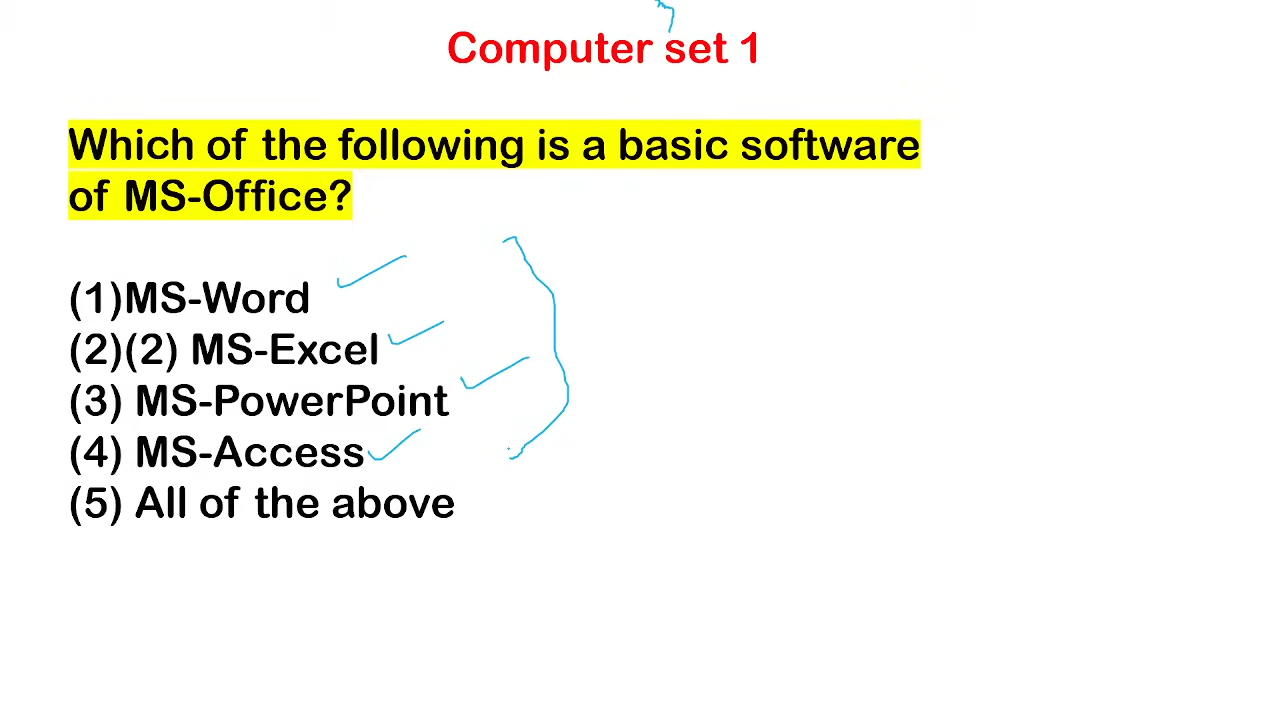 Computer set 1
Which of the following is a basic software
of MS-Office?
(1)MS-Word
(2)(2) MS-Excel
(3) MS-PowerPoint
(4) MS-Access
(5) All of the above